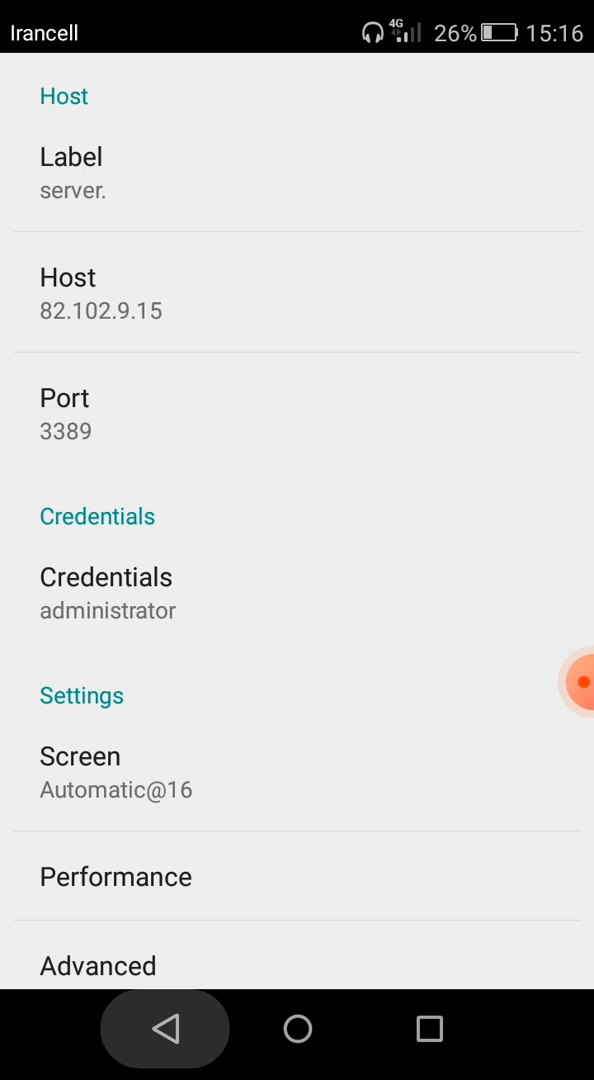 Irancell 4G 26% 15:16
Host
Label
server.
Host
82.102.9.15
Port
3389
Credentials
Credentials
administrator
Settings
Screen
Automatic@16
Performance
Advanced